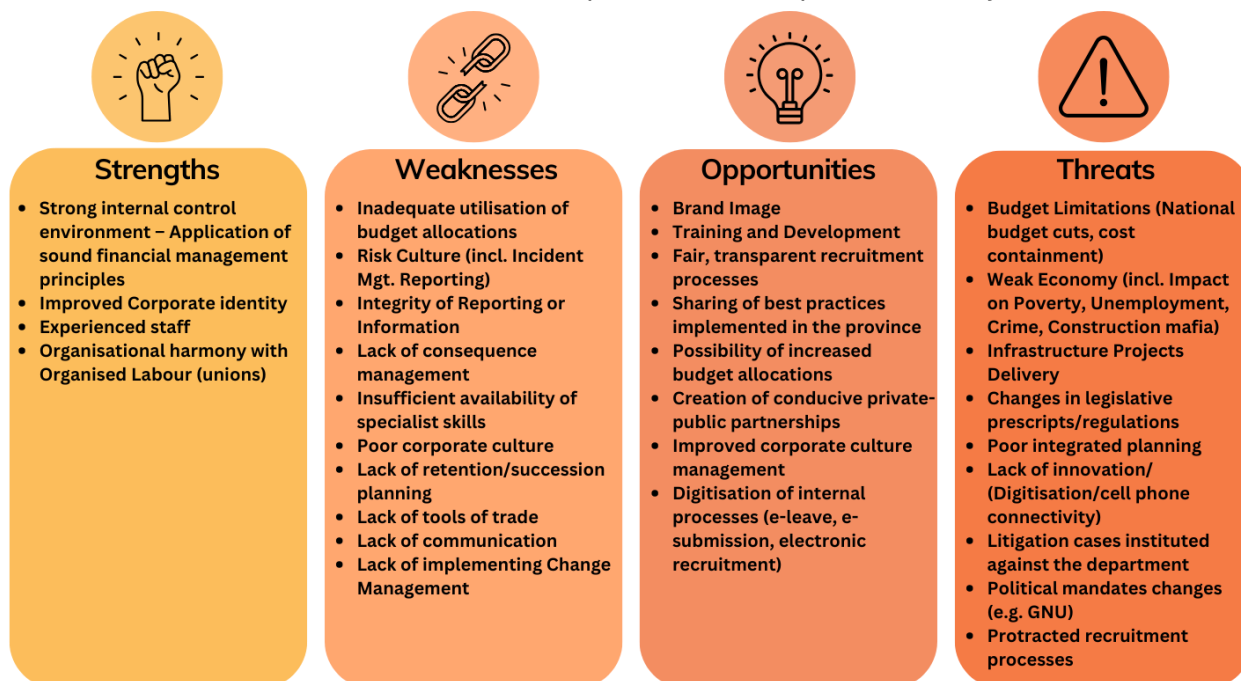 Strengths
• Strong internal control
environment – Application of
sound financial management
principles
• Improved Corporate identity
• Experienced staff
• Organisational harmony with
Organised Labour (unions)
Weaknesses
• Inadequate utilisation of
budget allocations
• Risk Culture (incl. Incident
Mgt. Reporting)
• Integrity of Reporting or
Information
• Lack of consequence
management
• Insufficient availability of
specialist skills
• Poor corporate culture
• Lack of retention/succession
planning
• Lack of tools of trade
• Lack of communication
• Lack of implementing Change
Management
Opportunities
• Brand Image
• Training and Development
• Fair, transparent recruitment
processes
• Sharing of best practices
implemented in the province
• Possibility of increased
budget allocations
• Creation of conducive private-
public partnerships
• Improved corporate culture
management
• Digitisation of internal
processes (e-leave, e-
submission, electronic
recruitment)
Threats
• Budget Limitations (National
budget cuts, cost
containment)
• Weak Economy (incl. Impact
on Poverty, Unemployment,
Crime, Construction mafia)
• Infrastructure Projects
Delivery
• Changes in legislative
prescripts/regulations
• Poor integrated planning
• Lack of innovation/
(Digitisation/cell phone
connectivity)
• Litigation cases instituted
against the department
• Political mandates changes
(e.g. GNU)
• Protracted recruitment
processes